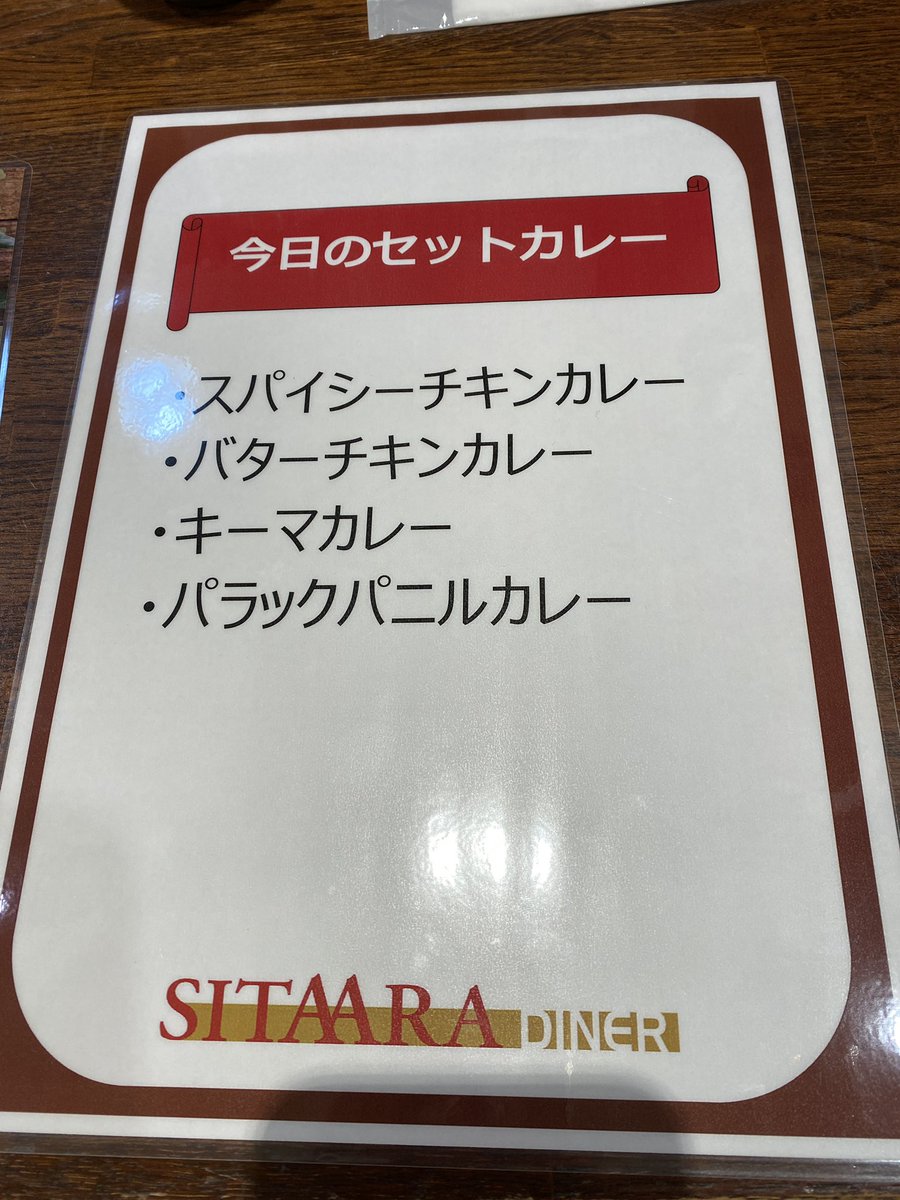 今日のセットカレー
・スパイシーチキンカレー
・バターチキンカレー
・キーマカレー
・パラックパニルカレー
SITAARA DINER